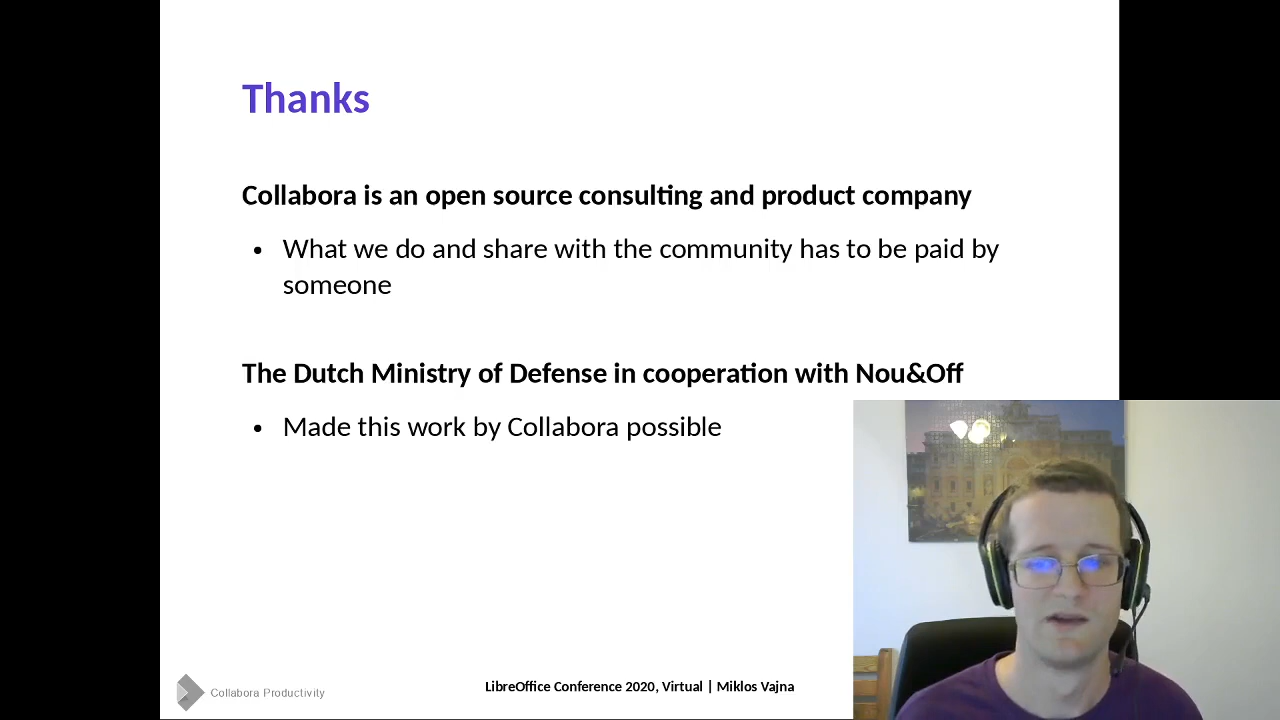 Thanks
Collabora is an open source consulting and product company
• What we do and share with the community has to be paid by
someone
The Dutch Ministry of Defense in cooperation with Nou&Off
• Made this work by Collabora possible
Collabora Productivity
LibreOffice Conference 2020, Virtual | Miklos Vajna